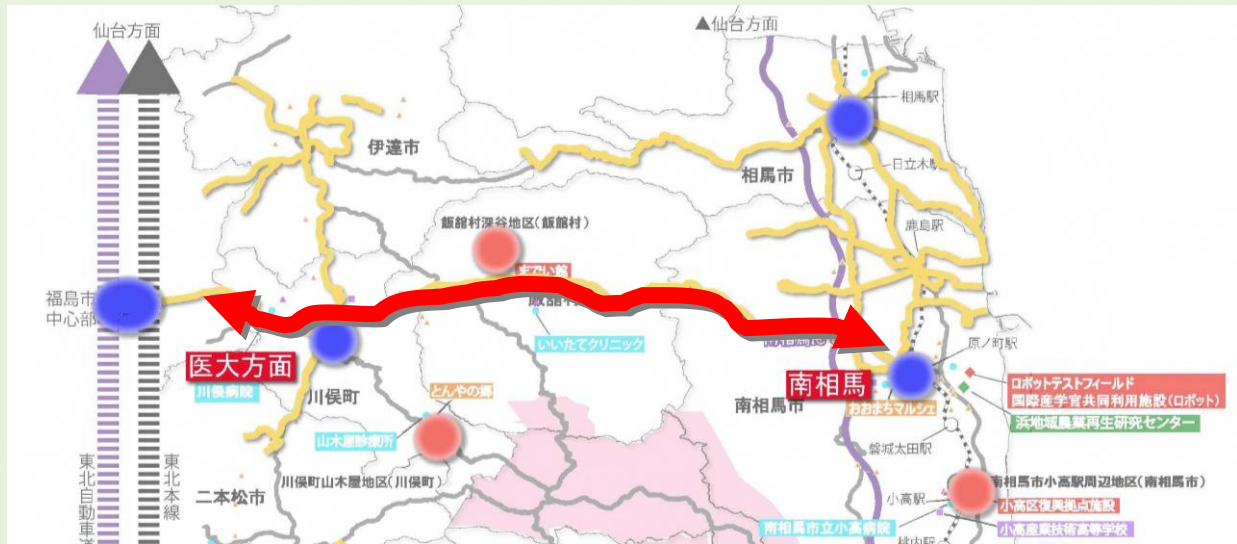 仙台方面
▲仙台方面
相馬駅
伊達市
日立木駅
相馬市
飯舘村深谷地区(飯舘村)
鹿島駅
までい館
福島市
中心部
いいたてクリニック
原ノ町駅
医大方面
川俣病院
川俣町
とんやの郷
南相馬
南相馬市
おおまちマルシェ
ロボットテストフィールド
国際産学官共同利用施設(ロボット)
浜地域農業再生研究センター
山木屋診療所
磐城太田駅
東北自動車道
東北本線
二本松市
川俣町山木屋地区(川俣町)
南相馬市小高駅周辺地区(南相馬市)
小高駅
小高区復興拠点施設
南相馬市立小高病院
小高産業技術高等学校
桃内駅